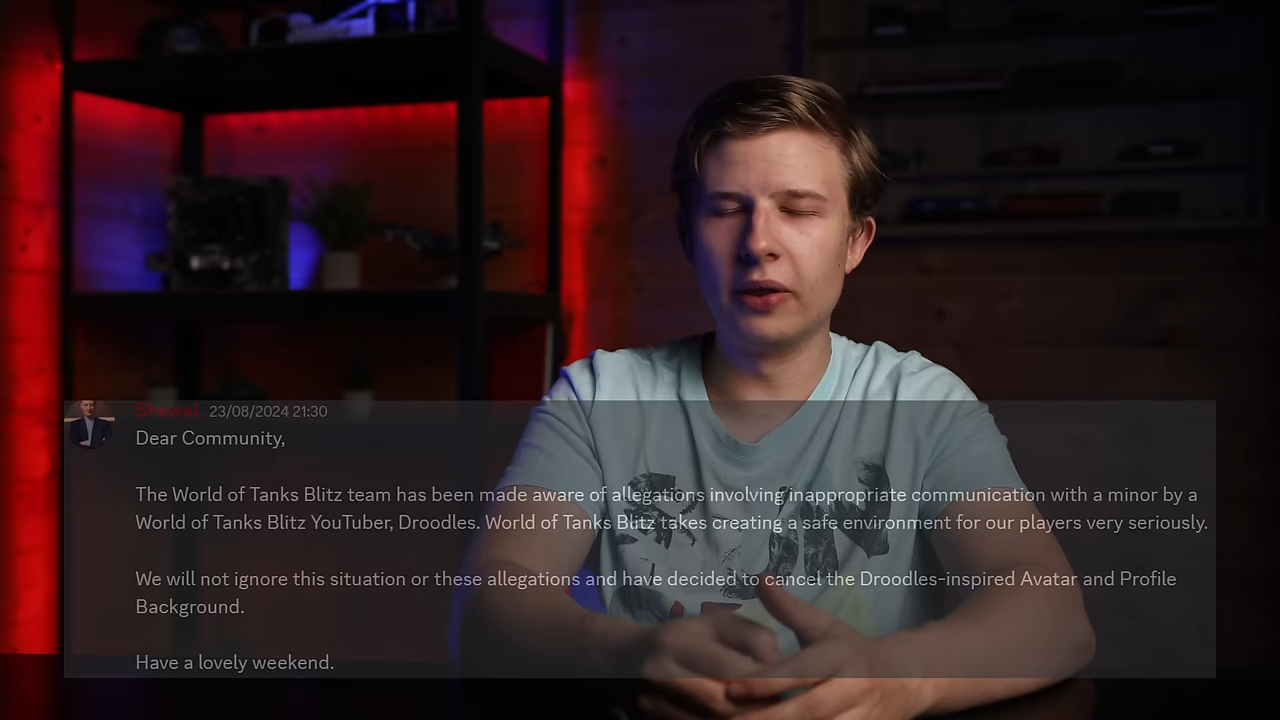 Shewal 23/08/2024 21:30
Dear Community,
The World of Tanks Blitz team has been made aware of allegations involving inappropriate communication with a minor by a
World of Tanks Blitz YouTuber, Droodles. World of Tanks Blitz takes creating a safe environment for our players very seriously.
We will not ignore this situation or these allegations and have decided to cancel the Droodles-inspired Avatar and Profile
Background.
Have a lovely weekend.